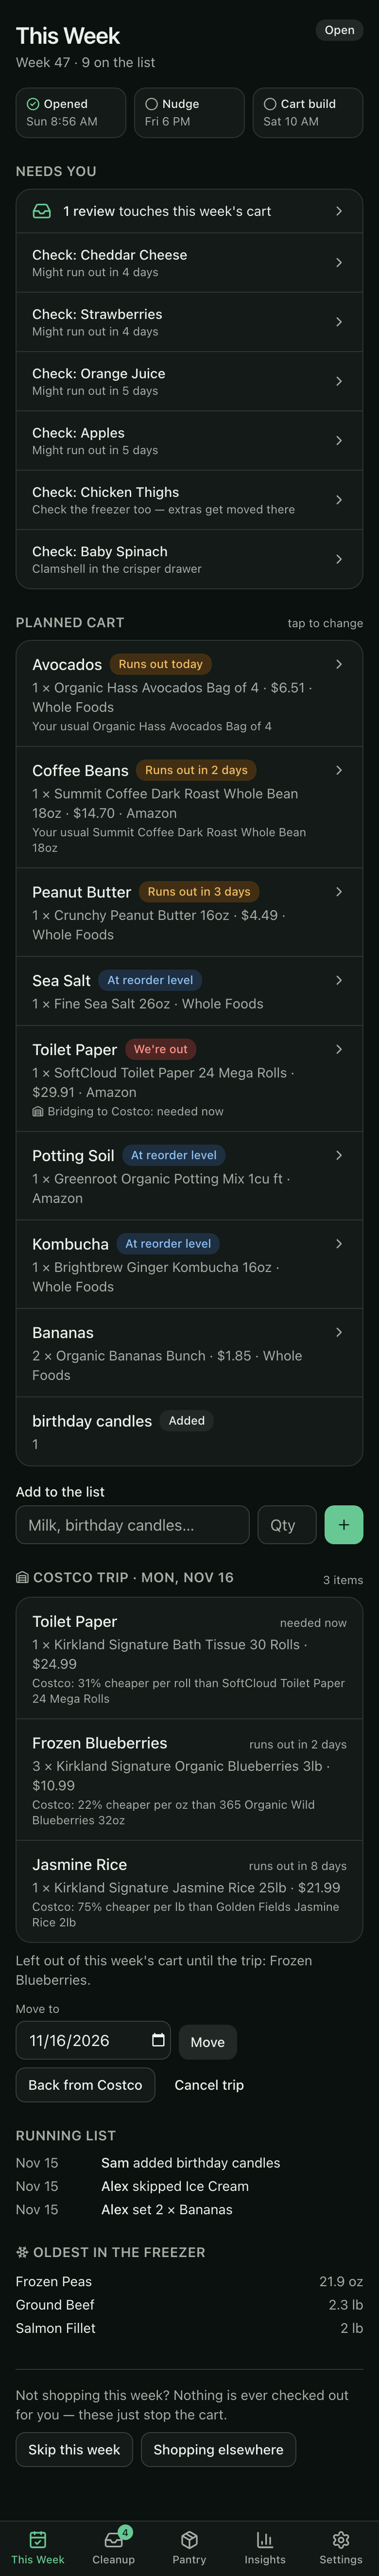 This Week
Open
Week 47 · 9 on the list
Opened
Sun 8:56 AM
Nudge
Fri 6 PM
Cart build
Sat 10 AM
NEEDS YOU
1 review touches this week's cart
Check: Cheddar Cheese
Might run out in 4 days
Check: Strawberries
Might run out in 4 days
Check: Orange Juice
Might run out in 5 days
Check: Apples
Might run out in 5 days
Check: Chicken Thighs
Check the freezer too — extras get moved there
Check: Baby Spinach
Clamshell in the crisper drawer
PLANNED CART
tap to change
Avocados Runs out today
1 × Organic Hass Avocados Bag of 4 · $6.51 ·
Whole Foods
Your usual Organic Hass Avocados Bag of 4
Coffee Beans Runs out in 2 days
1 × Summit Coffee Dark Roast Whole Bean
18oz · $14.70 · Amazon
Your usual Summit Coffee Dark Roast Whole Bean
18oz
Peanut Butter Runs out in 3 days
1 × Crunchy Peanut Butter 16oz · $4.49 ·
Whole Foods
Sea Salt At reorder level
1 × Fine Sea Salt 26oz · Whole Foods
Toilet Paper We're out
1 × SoftCloud Toilet Paper 24 Mega Rolls ·
$29.91 · Amazon
Bridging to Costco: needed now
Potting Soil At reorder level
1 × Greenroot Organic Potting Mix 1cu ft ·
Amazon
Kombucha At reorder level
1 × Brightbrew Ginger Kombucha 16oz ·
Whole Foods
Bananas
2 × Organic Bananas Bunch · $1.85 · Whole
Foods
birthday candles Added
1
Add to the list
Milk, birthday candles...
Qty
+
COSTCO TRIP · MON, NOV 16
3 items
Toilet Paper
needed now
1 × Kirkland Signature Bath Tissue 30 Rolls ·
$24.99
Costco: 31% cheaper per roll than SoftCloud Toilet Paper
24 Mega Rolls
Frozen Blueberries
runs out in 2 days
3 × Kirkland Signature Organic Blueberries 3lb ·
$10.99
Costco: 22% cheaper per oz than 365 Organic Wild
Blueberries 32oz
Jasmine Rice
runs out in 8 days
1 × Kirkland Signature Jasmine Rice 25lb · $21.99
Costco: 75% cheaper per lb than Golden Fields Jasmine
Rice 2lb
Left out of this week's cart until the trip: Frozen
Blueberries.
Move to
11/16/2026
Move
Back from Costco
Cancel trip
RUNNING LIST
Nov 15 Sam added birthday candles
Nov 15 Alex skipped Ice Cream
Nov 15 Alex set 2 × Bananas
OLDEST IN THE FREEZER
Frozen Peas 21.9 oz
Ground Beef 2.3 lb
Salmon Fillet 2 lb
Not shopping this week? Nothing is ever checked out
for you — these just stop the cart.
Skip this week
Shopping elsewhere
4
This Week
Cleanup
Pantry
Insights
Settings